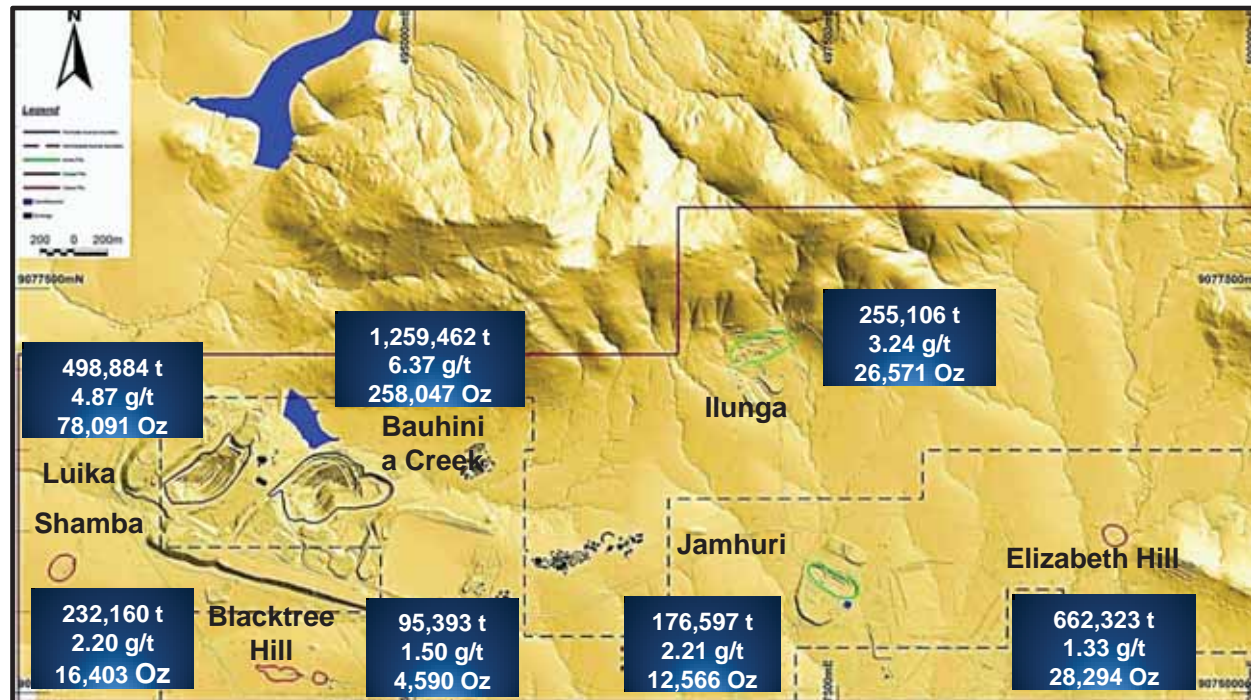 N
Legend
200 0 200m
495000mE
497500mE
9077500mN
9077500mN
1,259,462 t
6.37 g/t
258,047 Oz
255,106 t
3.24 g/t
26,571 Oz
498,884 t
4.87 g/t
78,091 Oz
Bauhini
a Creek
Ilunga
Luika
Shamba
Jamhuri
Elizabeth Hill
Blacktree
Hill
232,160 t
2.20 g/t
16,403 Oz
95,393 t
1.50 g/t
4,590 Oz
176,597 t
2.21 g/t
12,566 Oz
662,323 t
1.33 g/t
28,294 Oz